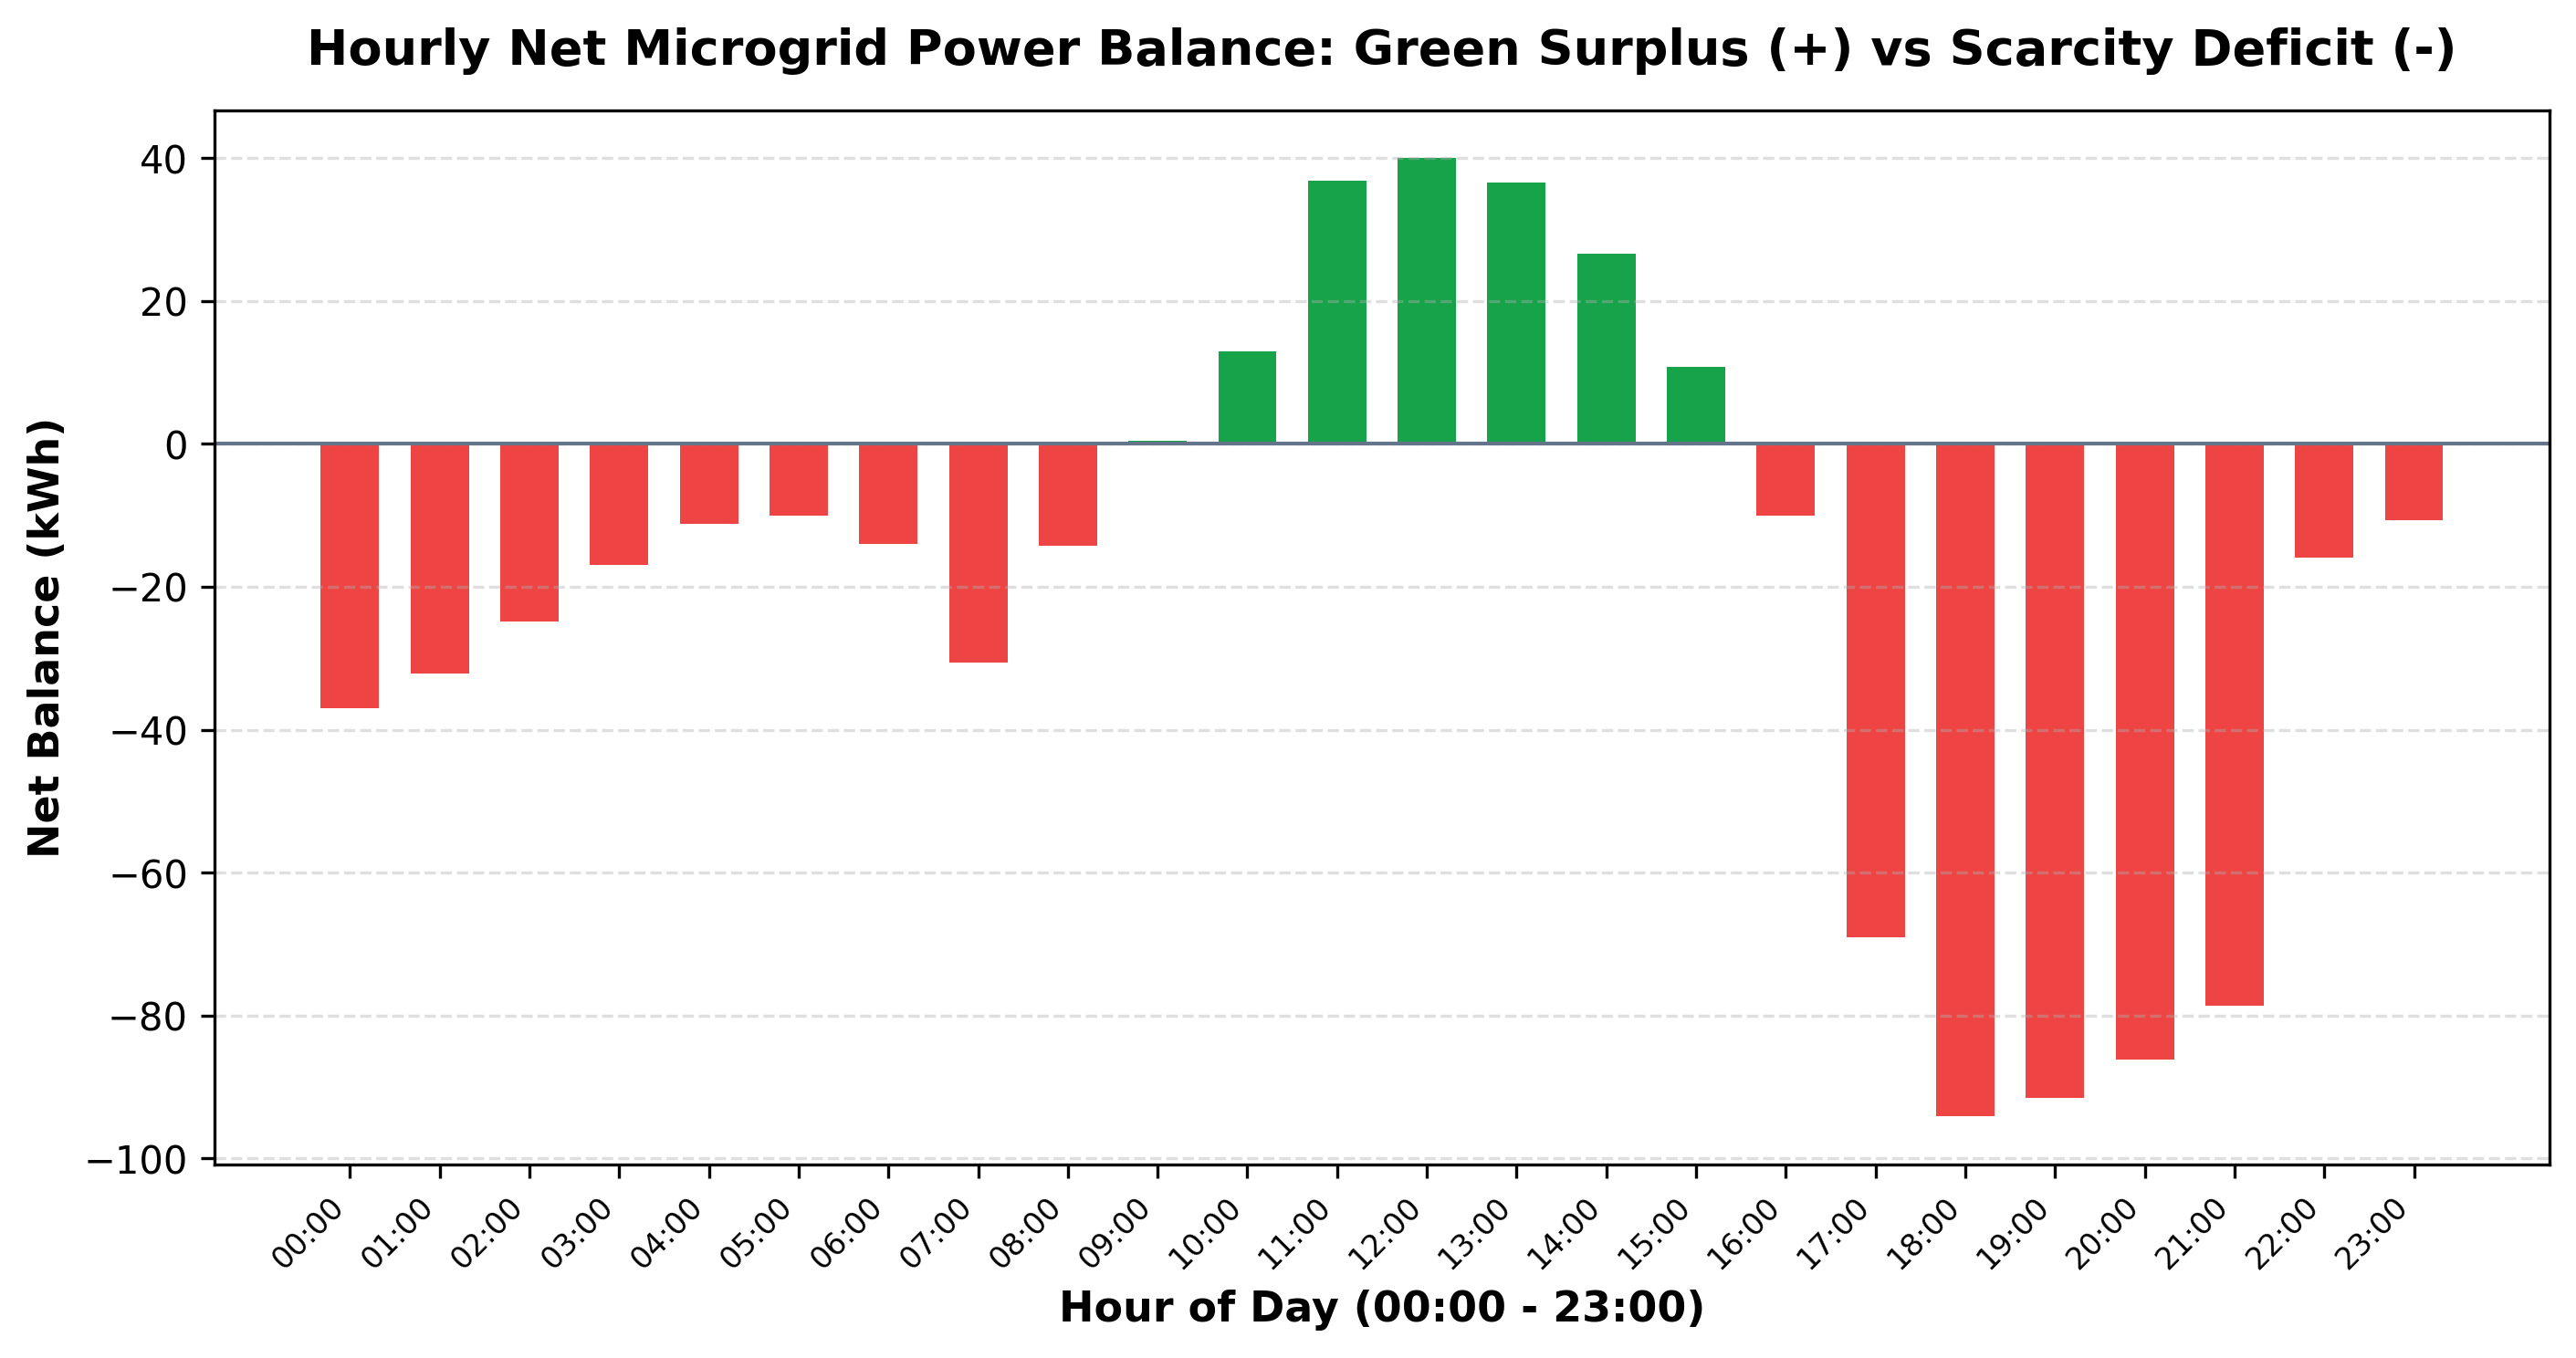 Hourly Net Microgrid Power Balance: Green Surplus (+) vs Scarcity Deficit (-)
Net Balance (kWh)
40
20
0
−20
−40
−60
−80
−100
00:00 01:00 02:00 03:00 04:00 05:00 06:00 07:00 08:00 09:00 10:00 11:00 12:00 13:00 14:00 15:00 16:00 17:00 18:00 19:00 20:00 21:00 22:00 23:00
Hour of Day (00:00 - 23:00)